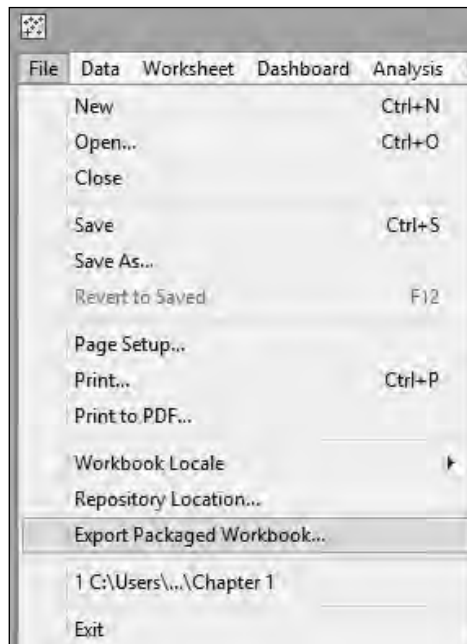 File Data Worksheet Dashboard Analysis
New Ctrl+N
Open... Ctrl+O
Close
Save Ctrl+S
Save As...
Revert to Saved F12
Page Setup...
Print... Ctrl+P
Print to PDF...
Workbook Locale
Repository Location...
Export Packaged Workbook...
1 C:\Users\...\Chapter 1
Exit